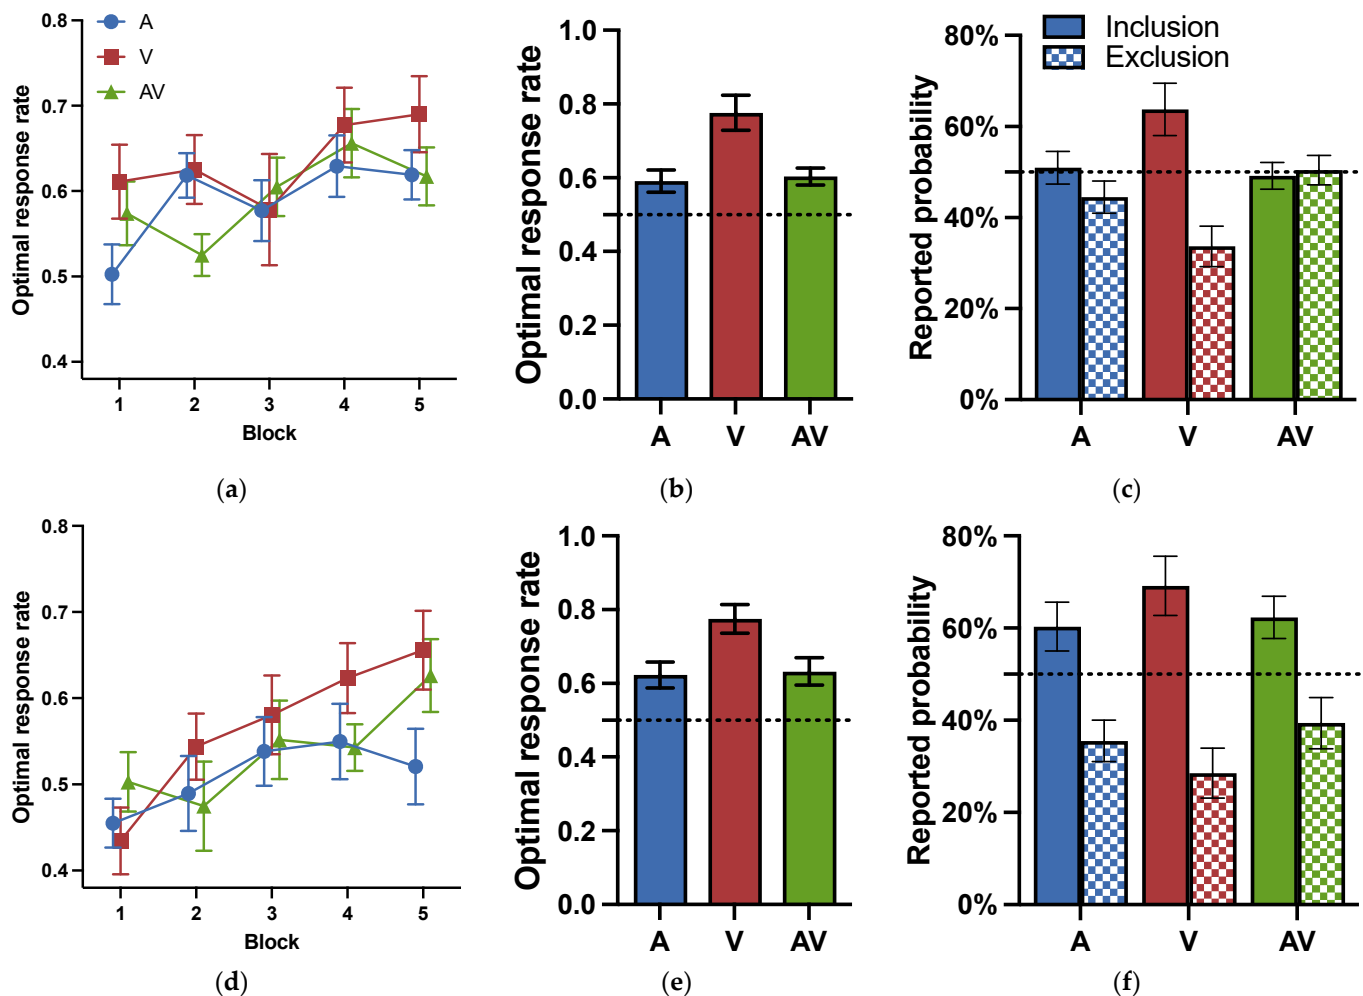 A
V
AV
Optimal response rate
0.8
0.7
0.6
0.5
0.4
1 2 3 4 5
Block
(a)
Optimal response rate
1.0
0.8
0.6
0.4
0.2
0.0
A V AV
(b)
Inclusion
Exclusion
Reported probability
80%
60%
40%
20%
0%
A V AV
(c)
Optimal response rate
0.8
0.7
0.6
0.5
0.4
1 2 3 4 5
Block
(d)
Optimal response rate
1.0
0.8
0.6
0.4
0.2
0.0
A V AV
(e)
Reported probability
80%
60%
40%
20%
0%
A V AV
(f)